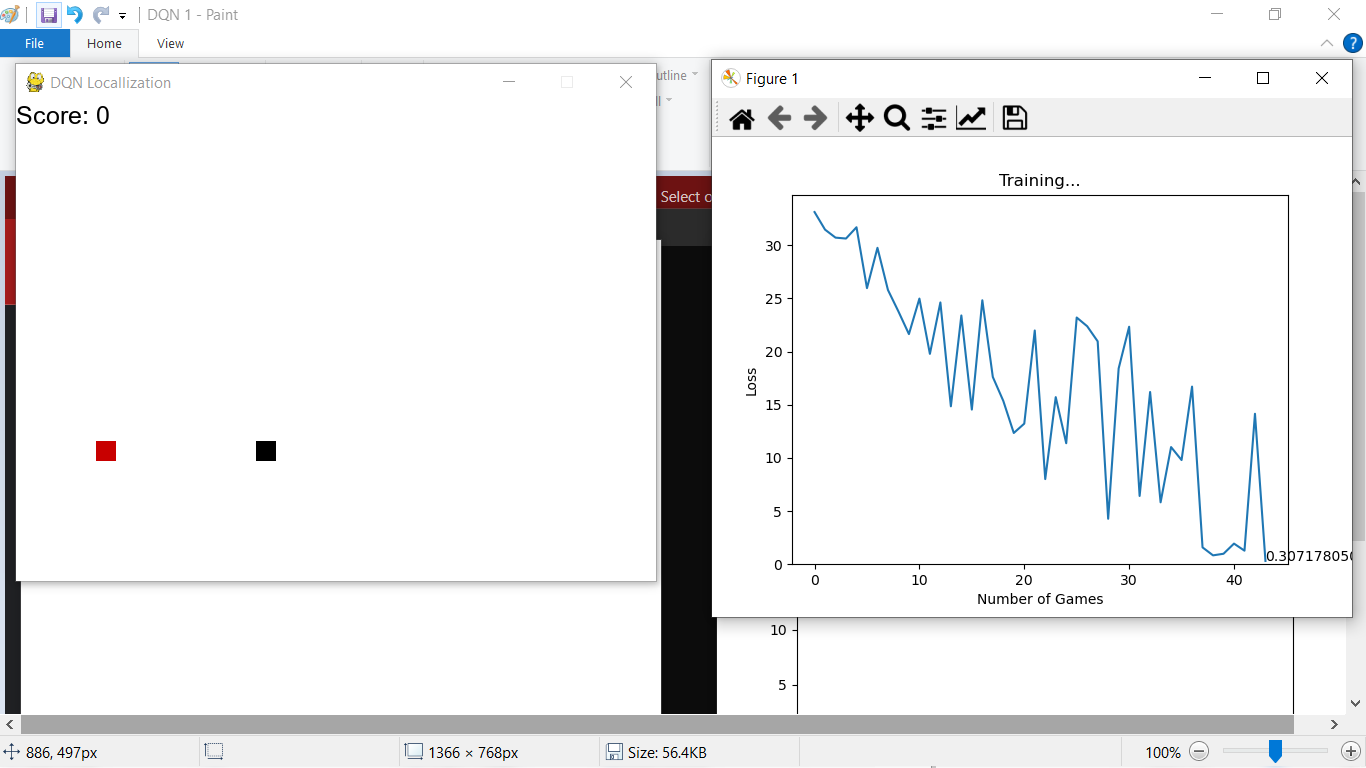 DQN 1 - Paint
File
Home
View
DQN Locallization
Score: 0
utline
Select c
Figure 1
Training...
30
25
20
15
10
5
0
Loss
0 10 20 30 40
Number of Games
0.307178050
10
5
886, 497px
1366 × 768px
Size: 56.4KB
100%